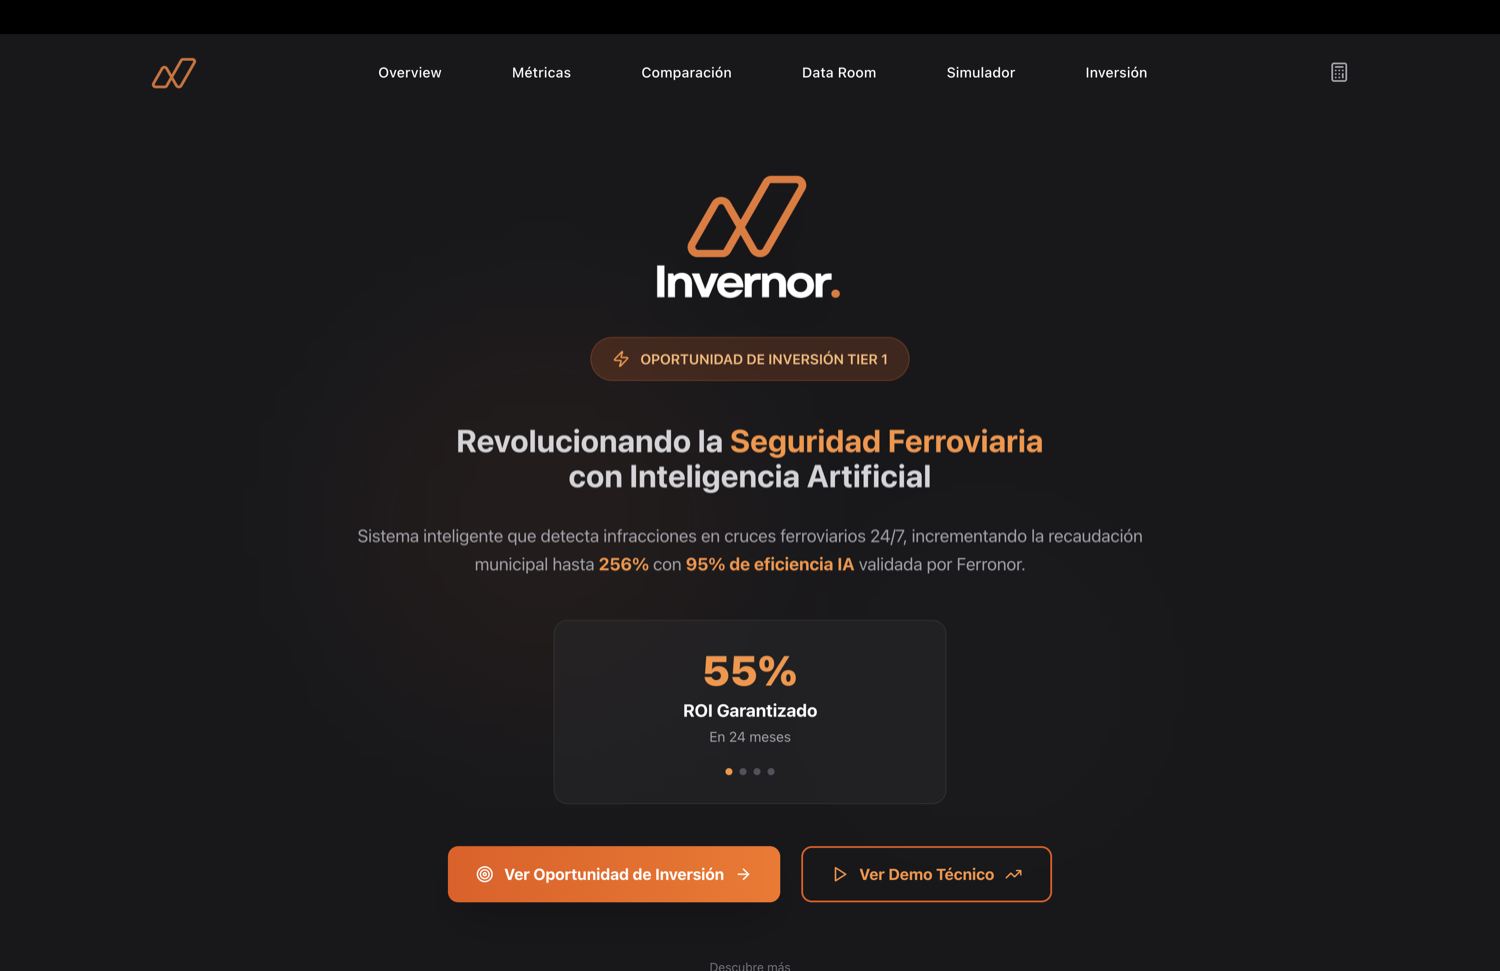 Overview Métricas Comparación Data Room Simulador Inversión
Invernor.
OPORTUNIDAD DE INVERSIÓN TIER 1
Revolucionando la Seguridad Ferroviaria
con Inteligencia Artificial
Sistema inteligente que detecta infracciones en cruces ferroviarios 24/7, incrementando la recaudación
municipal hasta 256% con 95% de eficiencia IA validada por Ferronor.
55%
ROI Garantizado
En 24 meses
Ver Oportunidad de Inversión
Ver Demo Técnico
Descubre más